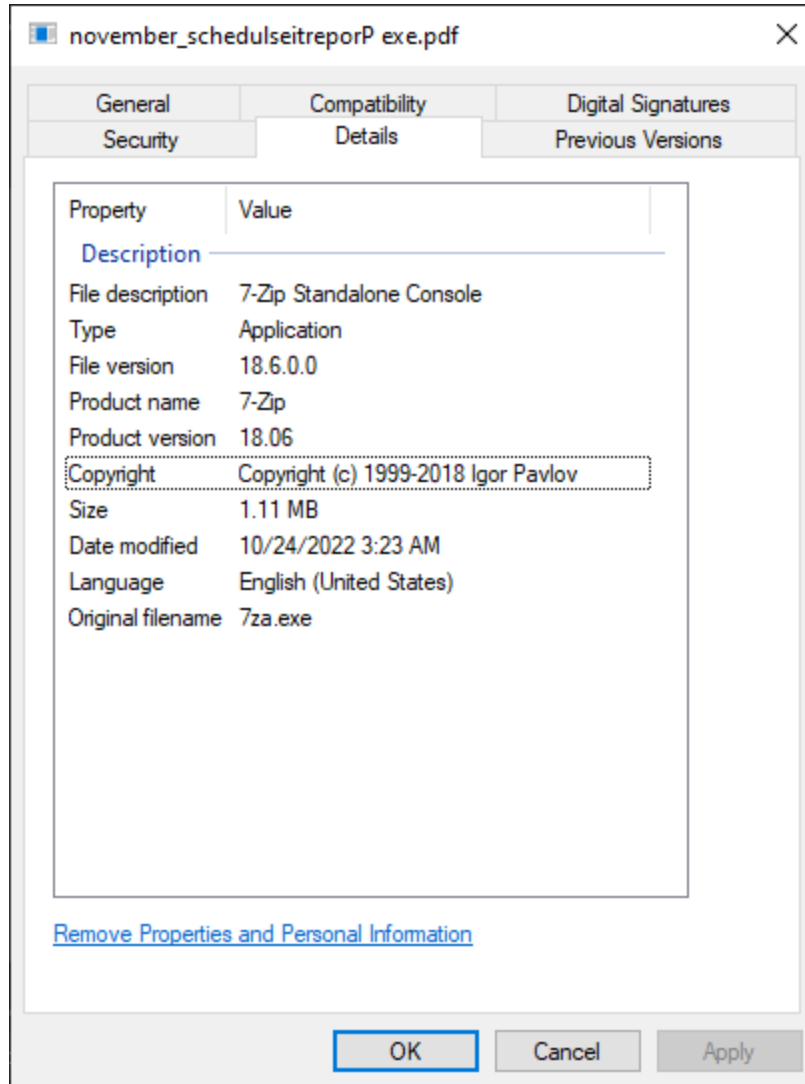 november_schedulseitreporP exe.pdf
General Compatibility Digital Signatures
Security Details Previous Versions
Property Value
Description
File description 7-Zip Standalone Console
Type Application
File version 18.6.0.0
Product name 7-Zip
Product version 18.06
Copyright Copyright (c) 1999-2018 Igor Pavlov
Size 1.11 MB
Date modified 10/24/2022 3:23 AM
Language English (United States)
Original filename 7za.exe
Remove Properties and Personal Information
OK Cancel Apply